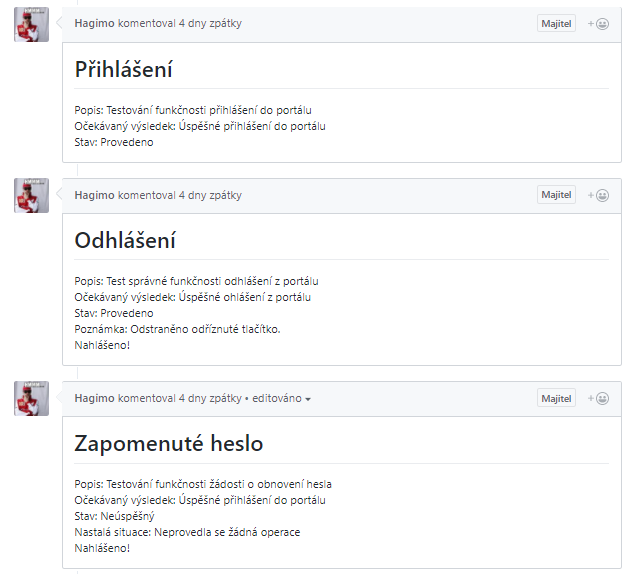 Hagimo komentoval 4 dny zpátky
Majitel
Přihlášení
Popis: Testování funkčnosti přihlášení do portálu
Očekávaný výsledek: Úspěšné přihlášení do portálu
Stav: Provedeno
Hagimo komentoval 4 dny zpátky
Majitel
Odhlášení
Popis: Test správné funkčnosti odhlášení z portálu
Očekávaný výsledek: Úspěšné ohlášení z portálu
Stav: Provedeno
Poznámka: Odstraněno odříznuté tlačítko.
Nahlášeno!
Hagimo komentoval 4 dny zpátky • editováno
Majitel
Zapomenuté heslo
Popis: Testování funkčnosti žádosti o obnovení hesla
Očekávaný výsledek: Úspěšné přihlášení do portálu
Stav: Neúspěšný
Nastalá situace: Neprovedla se žádná operace
Nahlášeno!